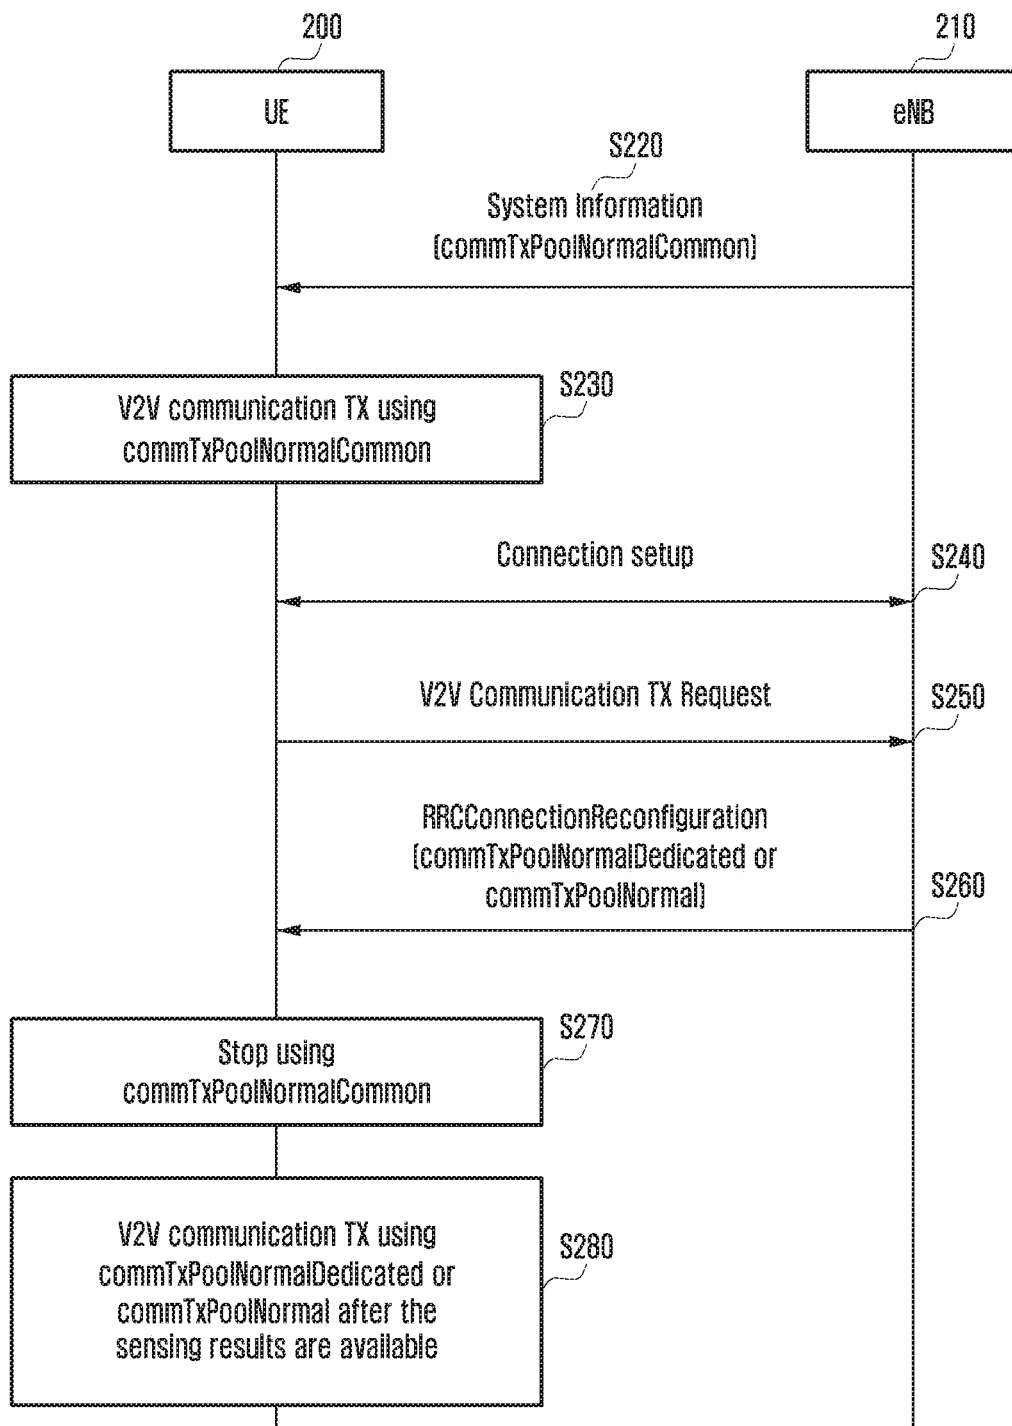 200
210
UE
eNB
S220
System Information
(commTxPoolNormalCommon)
V2V communication TX using
commTxPoolNormalCommon
S230
Connection setup
S240
V2V Communication TX Request
S250
RRCConnectionReconfiguration
(commTxPoolNormalDedicated or
commTxPoolNormal)
S260
Stop using
commTxPoolNormalCommon
S270
V2V communication TX using
commTxPoolNormalDedicated or
commTxPoolNormal after the
sensing results are available
S280